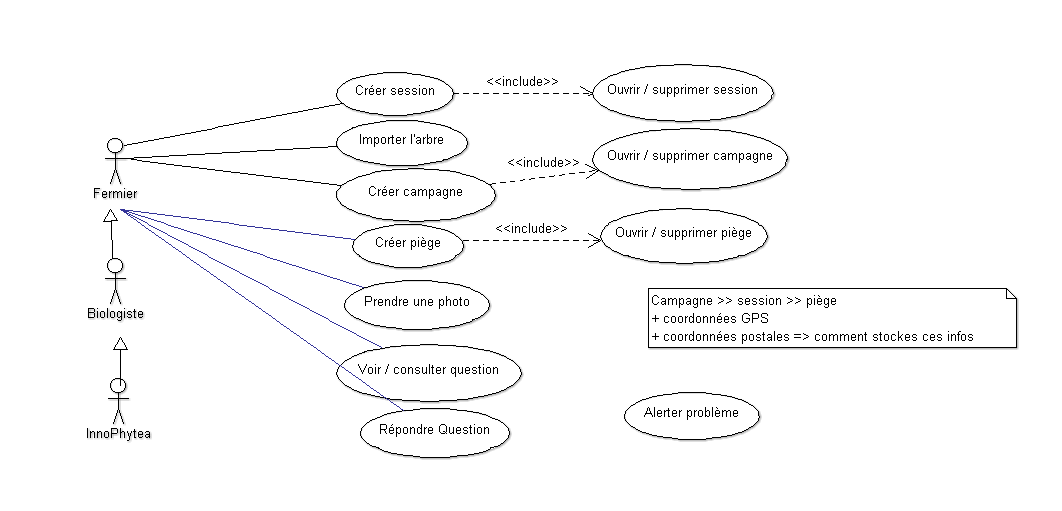 Créer session
<<include>>
Ouvrir / supprimer session
Importer l'arbre
Fermier
Créer campagne
<<include>>
Ouvrir / supprimer campagne
Créer piège
<<include>>
Ouvrir / supprimer piège
Biologiste
Prendre une photo
Campagne >> session >> piège
+ coordonnées GPS
+ coordonnées postales => comment stockes ces infos
Voir / consulter question
InnoPhytea
Répondre Question
Alerter problème